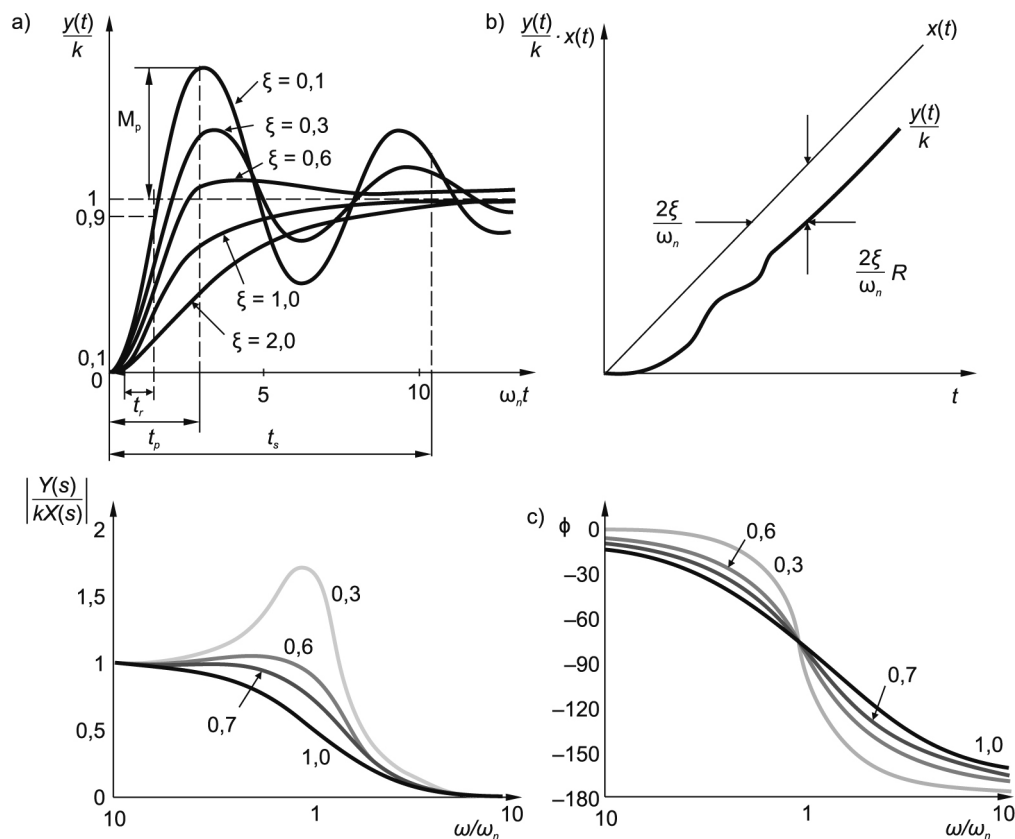 a)
y(t)
k
M_p
1
0,9
0,1
0
ξ = 0,1
ξ = 0,3
ξ = 0,6
ξ = 1,0
ξ = 2,0
5
10
ω_n t
t_r
t_p
t_s
b)
y(t)
k
· x(t)
x(t)
y(t)
k
2ξ
ω_n
2ξ
ω_n
R
t
|Y(s)|
|kX(s)|
2
1,5
1
0,5
0
0,3
0,6
0,7
1,0
10
1
10
ω/ω_n
c)
ϕ
0
–30
–60
–90
–120
–150
–180
0,6
0,3
0,7
1,0
10
1
10
ω/ω_n